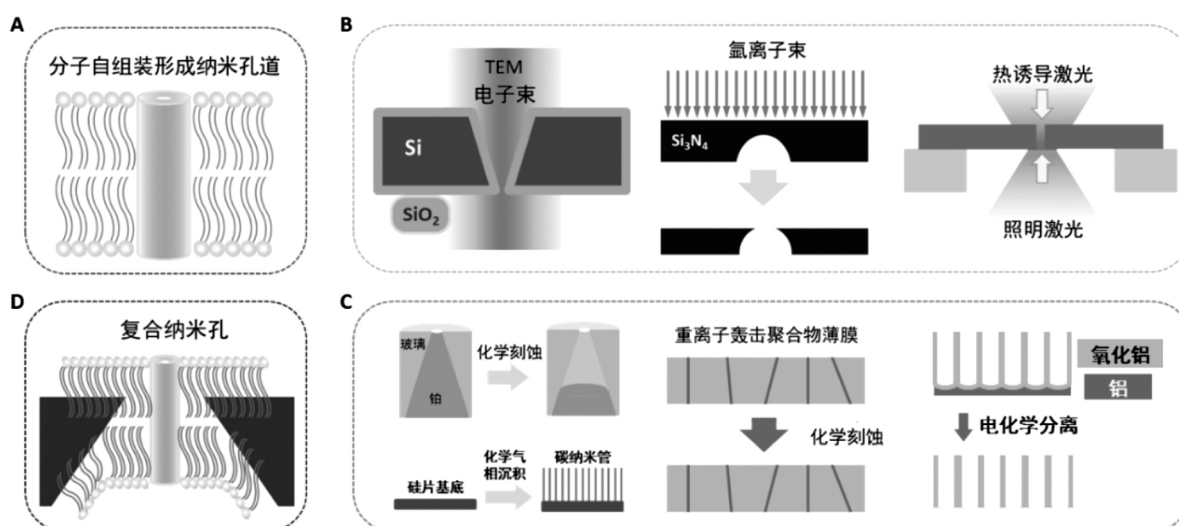 A
分子自组装形成纳米孔道
B
TEM
电子束
Si
SiO₂
氩离子束
Si₃N₄
热诱导激光
照明激光
D
复合纳米孔
C
玻璃
铂
化学刻蚀
硅片基底
化学气
相沉积
碳纳米管
重离子轰击聚合物薄膜
化学刻蚀
氧化铝
铝
电化学分离